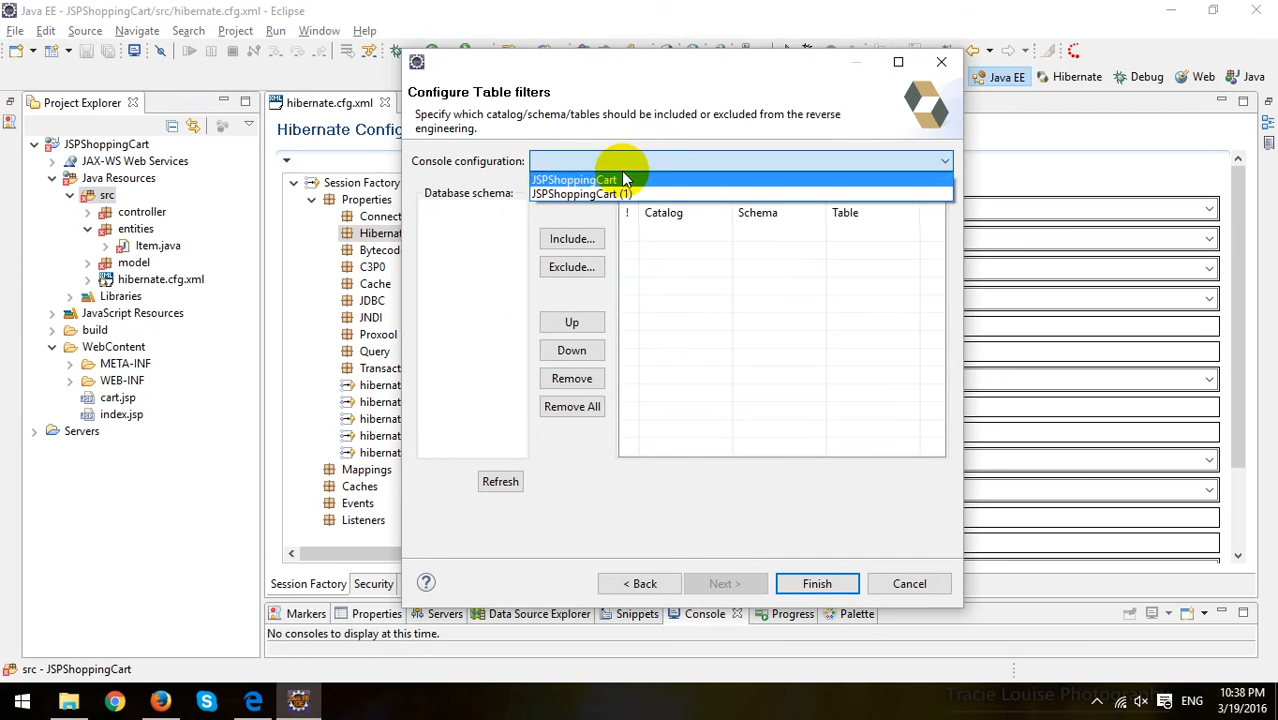 Java EE - JSPShoppingCart/src/hibernate.cfg.xml - Eclipse
File Edit Source Navigate Search Project Run Window Help
Java EE Hibernate Debug Web Java
Project Explorer
JSPShoppingCart
JAX-WS Web Services
Java Resources
src
controller
entities
Item.java
model
hibernate.cfg.xml
Libraries
JavaScript Resources
build
WebContent
META-INF
WEB-INF
cart.jsp
index.jsp
Servers
hibernate.cfg.xml
Hibernate Confi
Session Factory
Properties
Connect
Hibernat
Bytecod
C3P0
Cache
JDBC
JNDI
Proxool
Query
Transact
hibernat
hibernat
hibernat
hibernat
hibernat
Mappings
Caches
Events
Listeners
Session Factory Security
Configure Table filters
Specify which catalog/schema/tables should be included or excluded from the reverse
engineering.
Console configuration:
JSPShoppingCart
JSPShoppingCart (1)
Database schema:
! Catalog Schema Table
Include...
Exclude...
Up
Down
Remove
Remove All
Refresh
? < Back Next > Finish Cancel
Markers Properties Servers Data Source Explorer Snippets Console Progress Palette
No consoles to display at this time.
src - JSPShoppingCart
Tracie Louise Photography
ENG
10:38 PM
3/19/2016